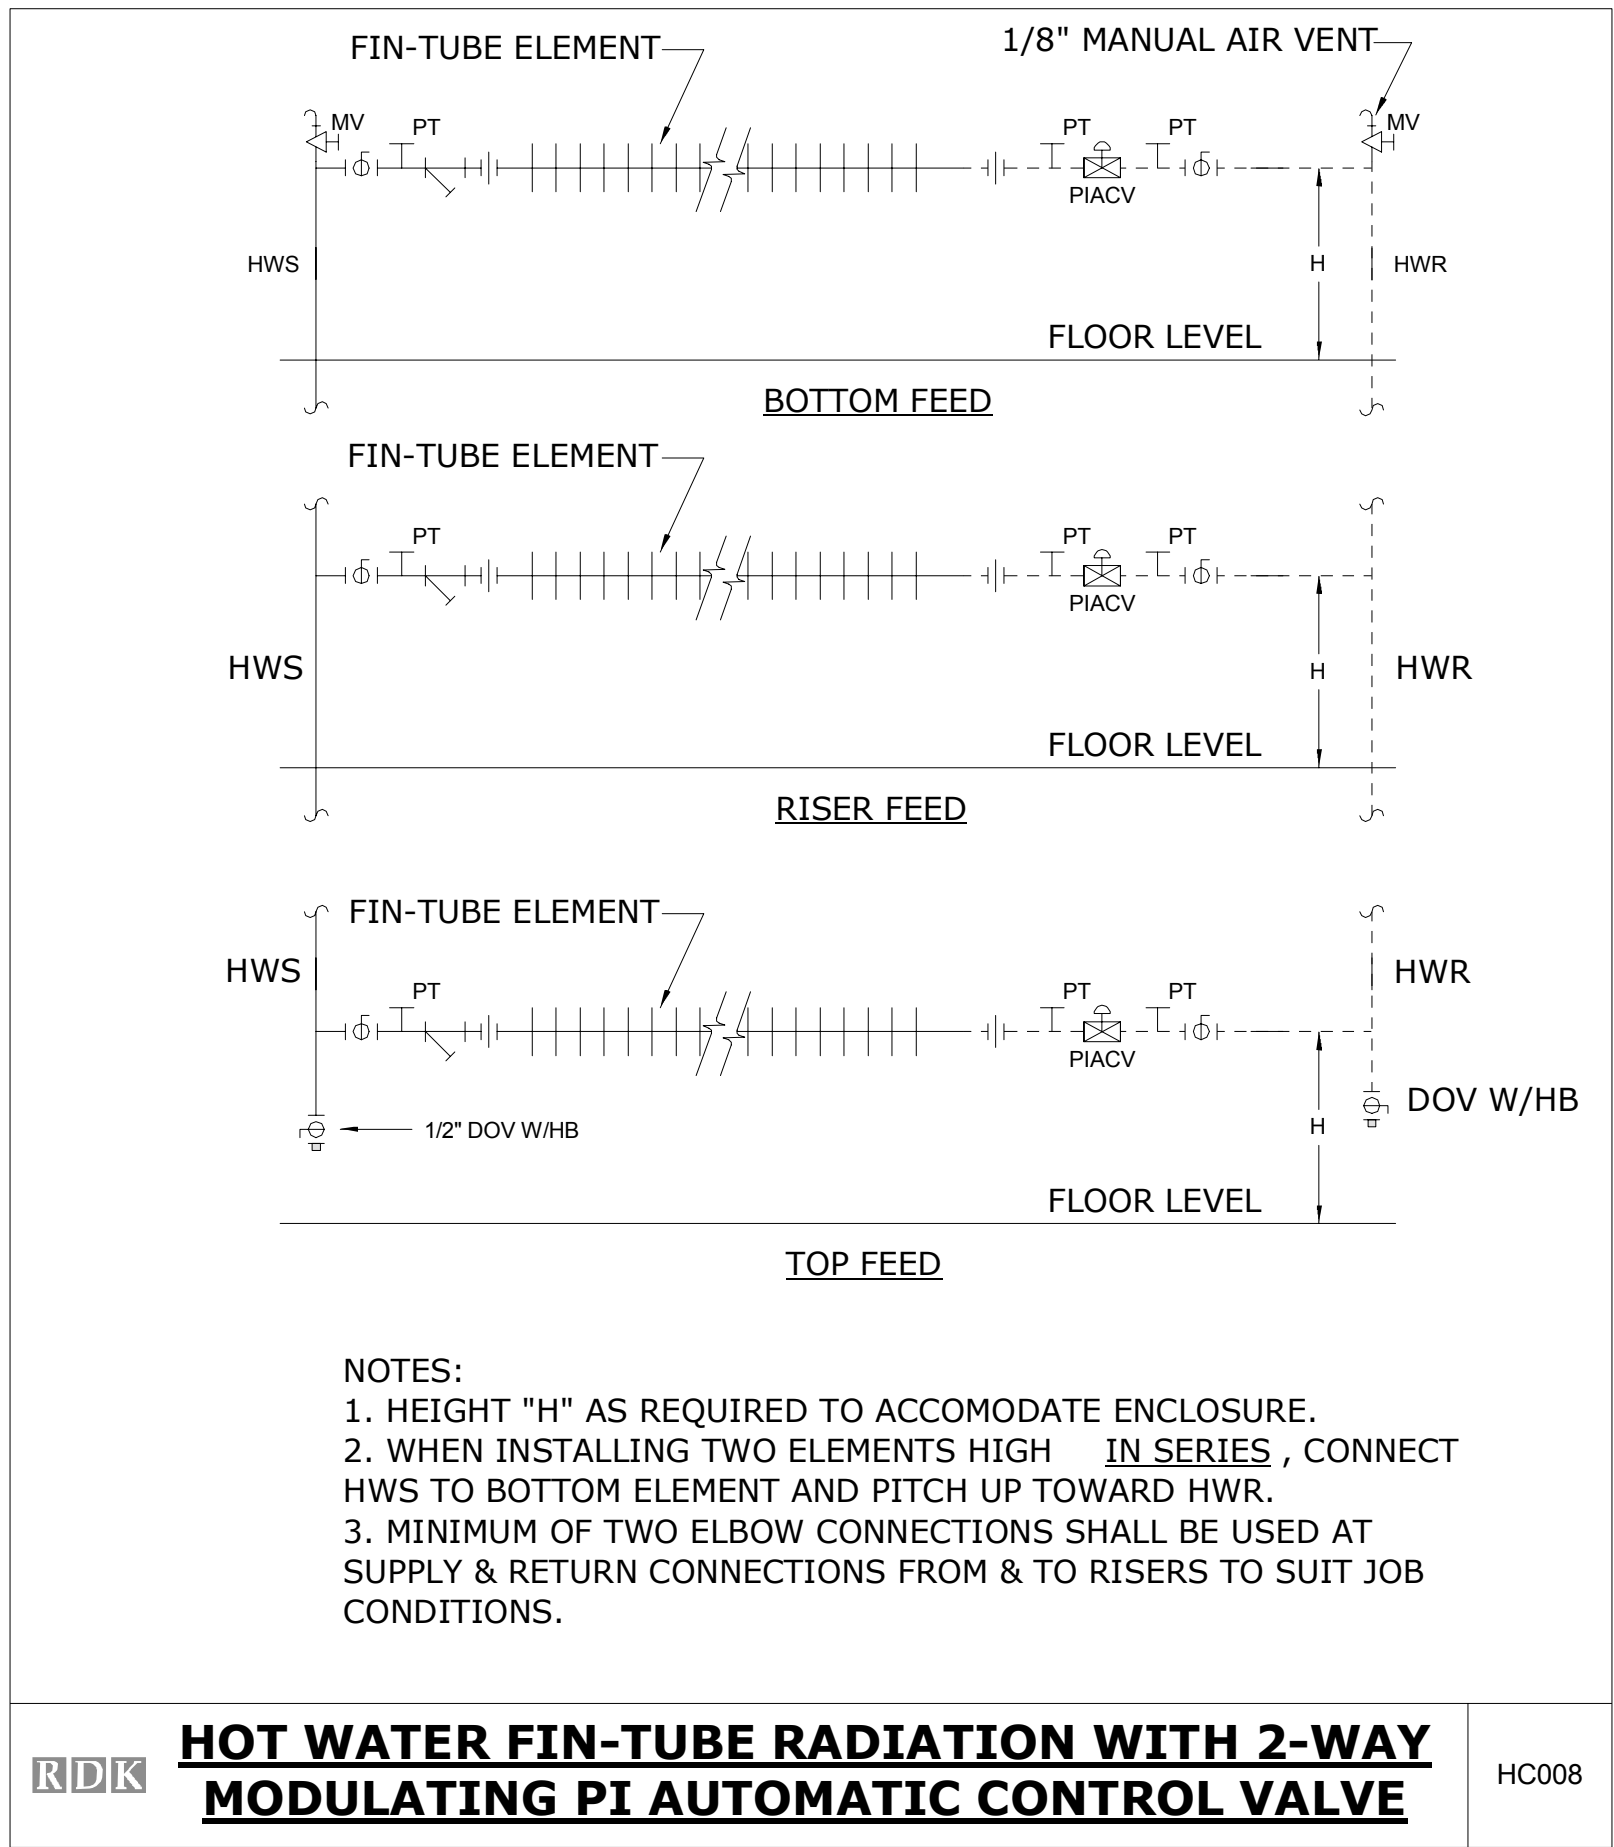 FIN-TUBE ELEMENT
1/8" MANUAL AIR VENT
MV
PT
PT
PT
MV
PIACV
HWS
H
HWR
FLOOR LEVEL
BOTTOM FEED
FIN-TUBE ELEMENT
PT
PT
PT
PIACV
HWS
H
HWR
FLOOR LEVEL
RISER FEED
FIN-TUBE ELEMENT
HWS
HWR
PT
PT
PT
PIACV
DOV W/HB
1/2" DOV W/HB
H
FLOOR LEVEL
TOP FEED
NOTES:
1. HEIGHT "H" AS REQUIRED TO ACCOMODATE ENCLOSURE.
2. WHEN INSTALLING TWO ELEMENTS HIGH IN SERIES , CONNECT
HWS TO BOTTOM ELEMENT AND PITCH UP TOWARD HWR.
3. MINIMUM OF TWO ELBOW CONNECTIONS SHALL BE USED AT
SUPPLY & RETURN CONNECTIONS FROM & TO RISERS TO SUIT JOB
CONDITIONS.
RDK
HOT WATER FIN-TUBE RADIATION WITH 2-WAY
MODULATING PI AUTOMATIC CONTROL VALVE
HC008